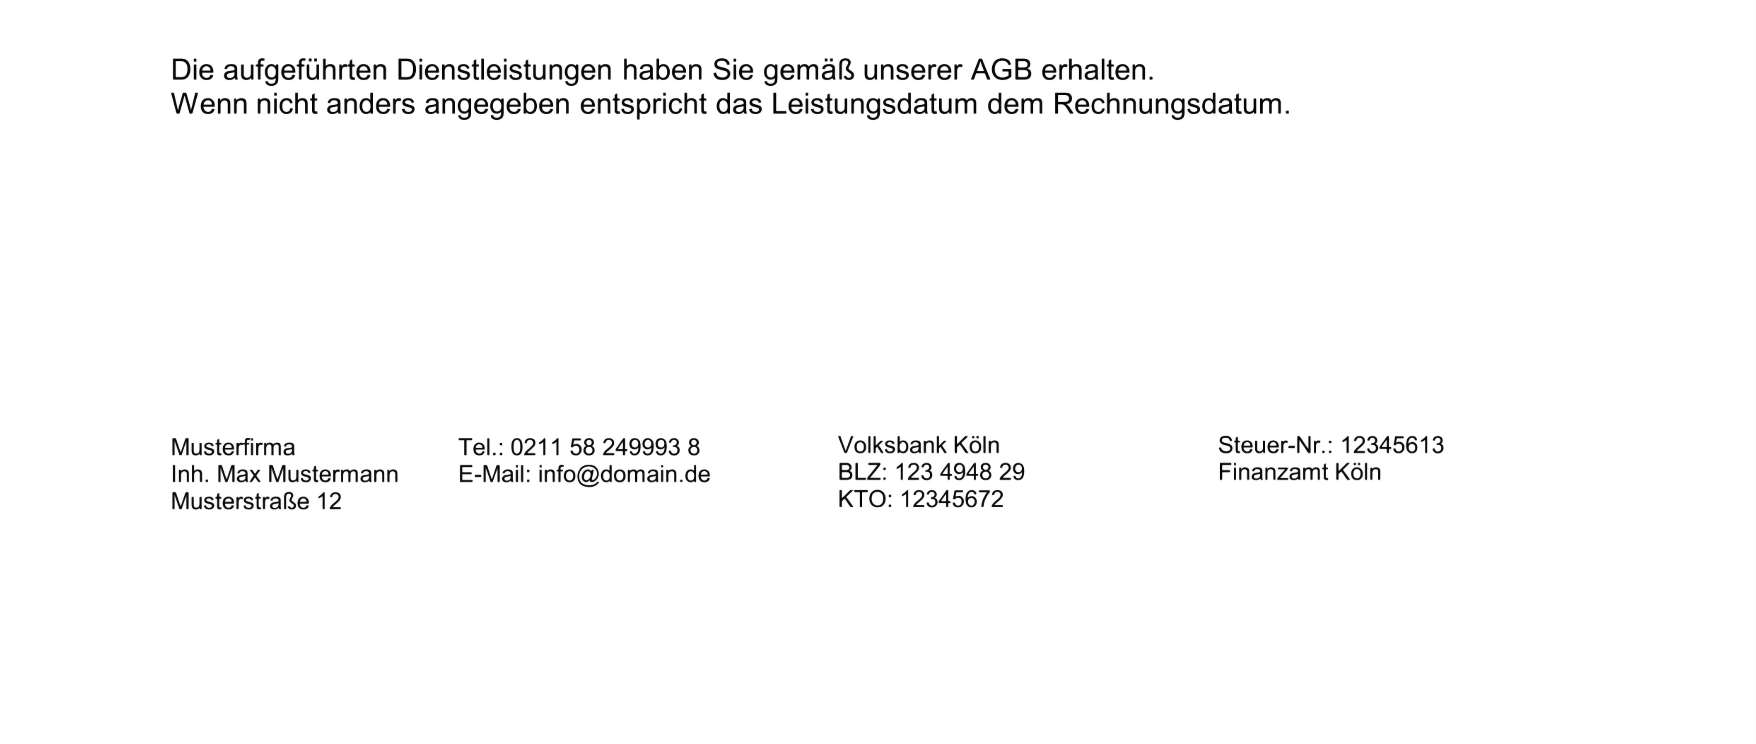 Die aufgeführten Dienstleistungen haben Sie gemäß unserer AGB erhalten.
Wenn nicht anders angegeben entspricht das Leistungsdatum dem Rechnungsdatum.
Musterfirma
Inh. Max Mustermann
Musterstraße 12
Tel.: 0211 58 249993 8
E-Mail: info@domain.de
Volksbank Köln
BLZ: 123 4948 29
KTO: 12345672
Steuer-Nr.: 12345613
Finanzamt Köln